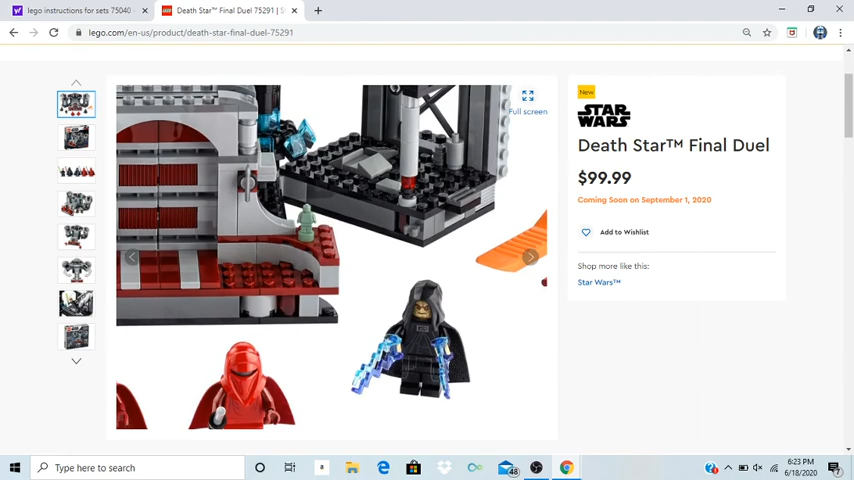 lego instructions for sets 75040
Death Star™ Final Duel 75291 | S
lego.com/en-us/product/death-star-final-duel-75291
Full screen
New
STAR
WARS
Death Star™ Final Duel
$99.99
Coming Soon on September 1, 2020
Add to Wishlist
Shop more like this:
Star Wars™
Type here to search
a
48
6:23 PM
6/18/2020
7